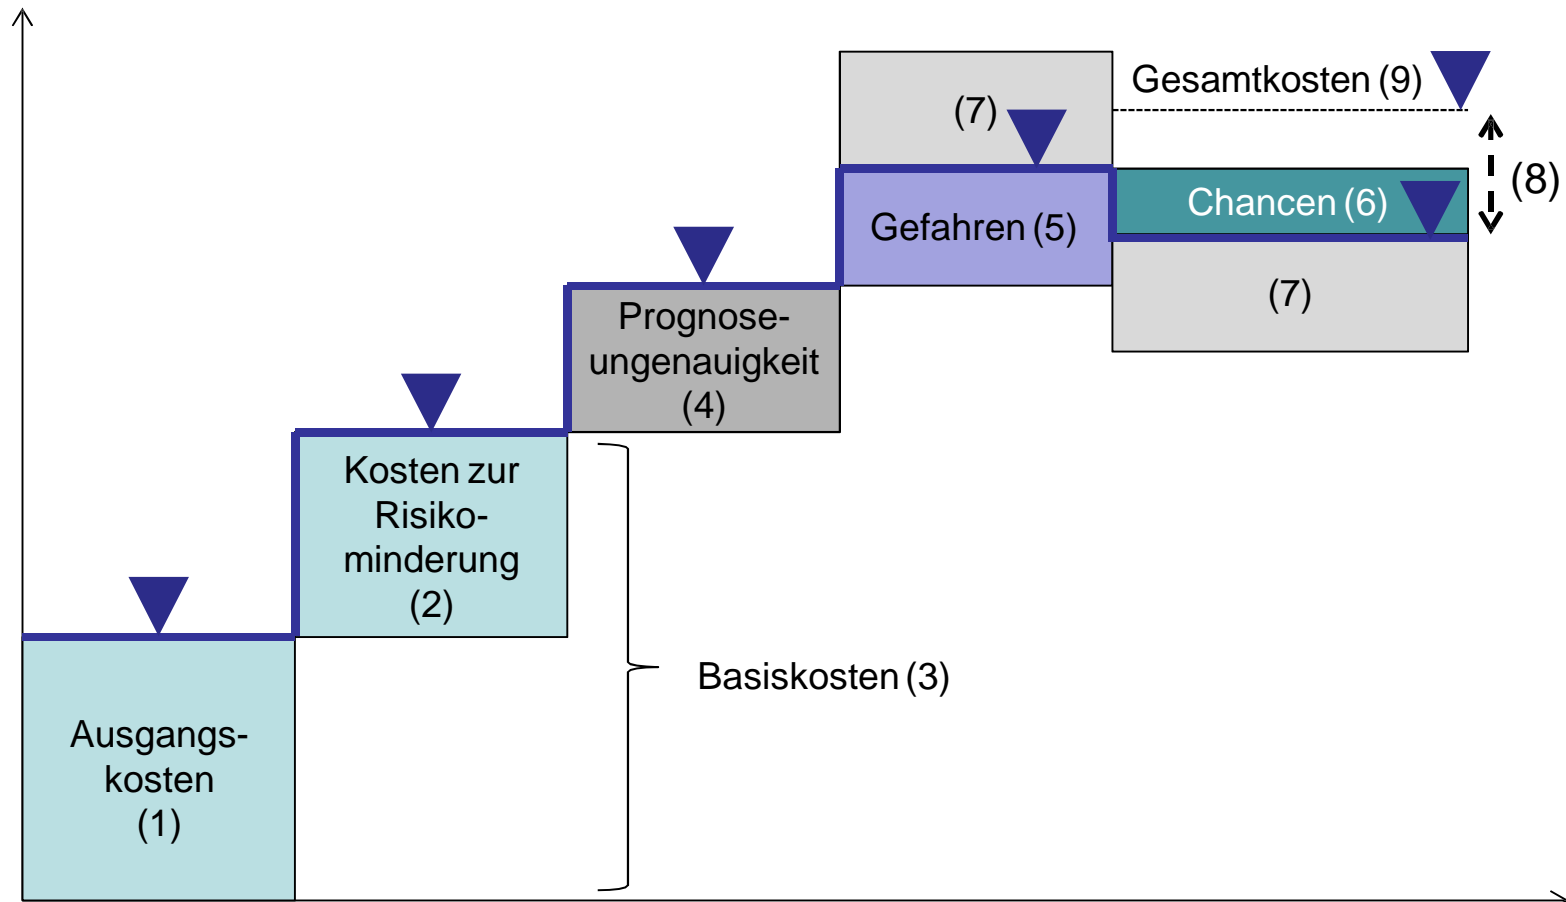 Gesamtkosten (9)
(7)
Chancen (6)
(8)
Gefahren (5)
(7)
Prognose-
ungenauigkeit
(4)
Kosten zur
Risiko-
minderung
(2)
Basiskosten (3)
Ausgangs-
kosten
(1)